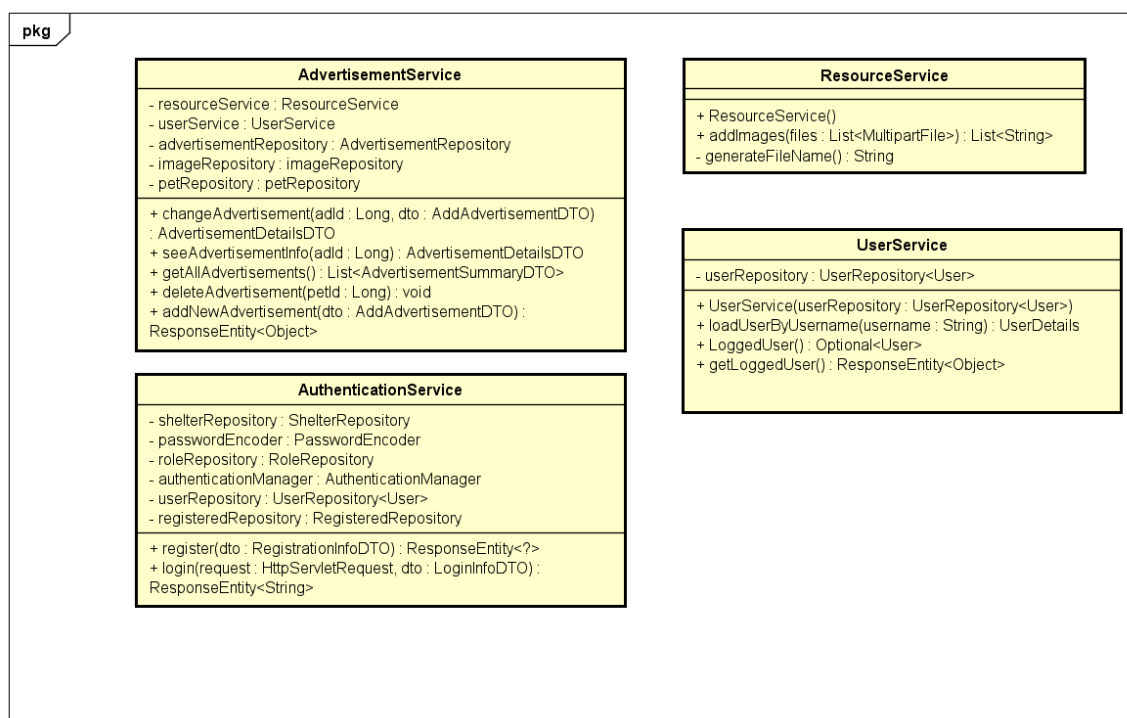 pkg
AdvertisementService
- resourceService : ResourceService
- userService : UserService
- advertisementRepository : AdvertisementRepository
- imageRepository : imageRepository
- petRepository : petRepository
+ changeAdvertisement(adId : Long, dto : AddAdvertisementDTO)
: AdvertisementDetailsDTO
+ seeAdvertisementInfo(adId : Long) : AdvertisementDetailsDTO
+ getAllAdvertisements() : List<AdvertisementSummaryDTO>
+ deleteAdvertisement(petId : Long) : void
+ addNewAdvertisement(dto : AddAdvertisementDTO) :
ResponseEntity<Object>
ResourceService
+ ResourceService()
+ addImages(files : List<MultipartFile>) : List<String>
- generateFileName() : String
UserService
- userRepository : UserRepository<User>
+ UserService(userRepository : UserRepository<User>)
+ loadUserByUsername(username : String) : UserDetails
+ LoggedUser() : Optional<User>
+ getLoggedUser() : ResponseEntity<Object>
AuthenticationService
- shelterRepository : ShelterRepository
- passwordEncoder : PasswordEncoder
- roleRepository : RoleRepository
- authenticationManager : AuthenticationManager
- userRepository : UserRepository<User>
- registeredRepository : RegisteredRepository
+ register(dto : RegistrationInfoDTO) : ResponseEntity<?>
+ login(request : HttpServletRequest, dto : LoginInfoDTO) :
ResponseEntity<String>